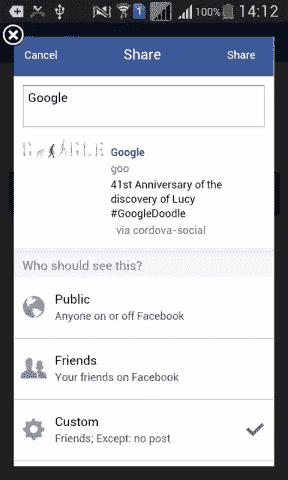 1 100% 14:12
Cancel Share Share
Google
GOOGLE
Google
goo
41st Anniversary of the
discovery of Lucy
#GoogleDoodle
via cordova-social
Who should see this?
Public
Anyone on or off Facebook
Friends
Your friends on Facebook
Custom
Friends; Except: no post